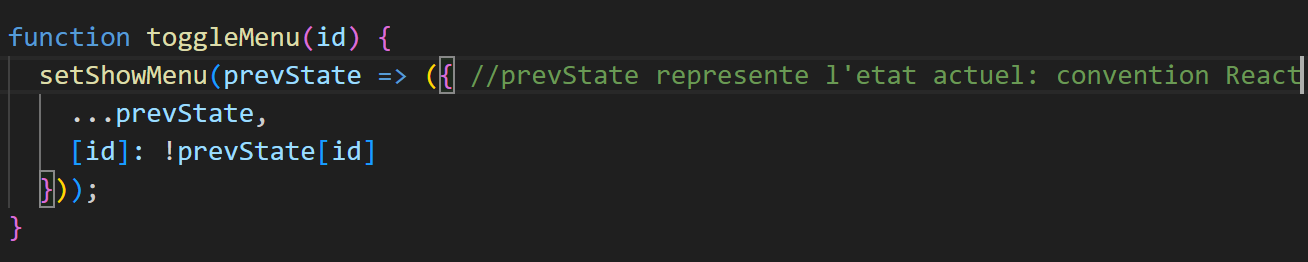 function toggleMenu(id) {
setShowMenu(prevState => ({ //prevState represente l'etat actuel: convention React
...prevState,
[id]: !prevState[id]
}));
}